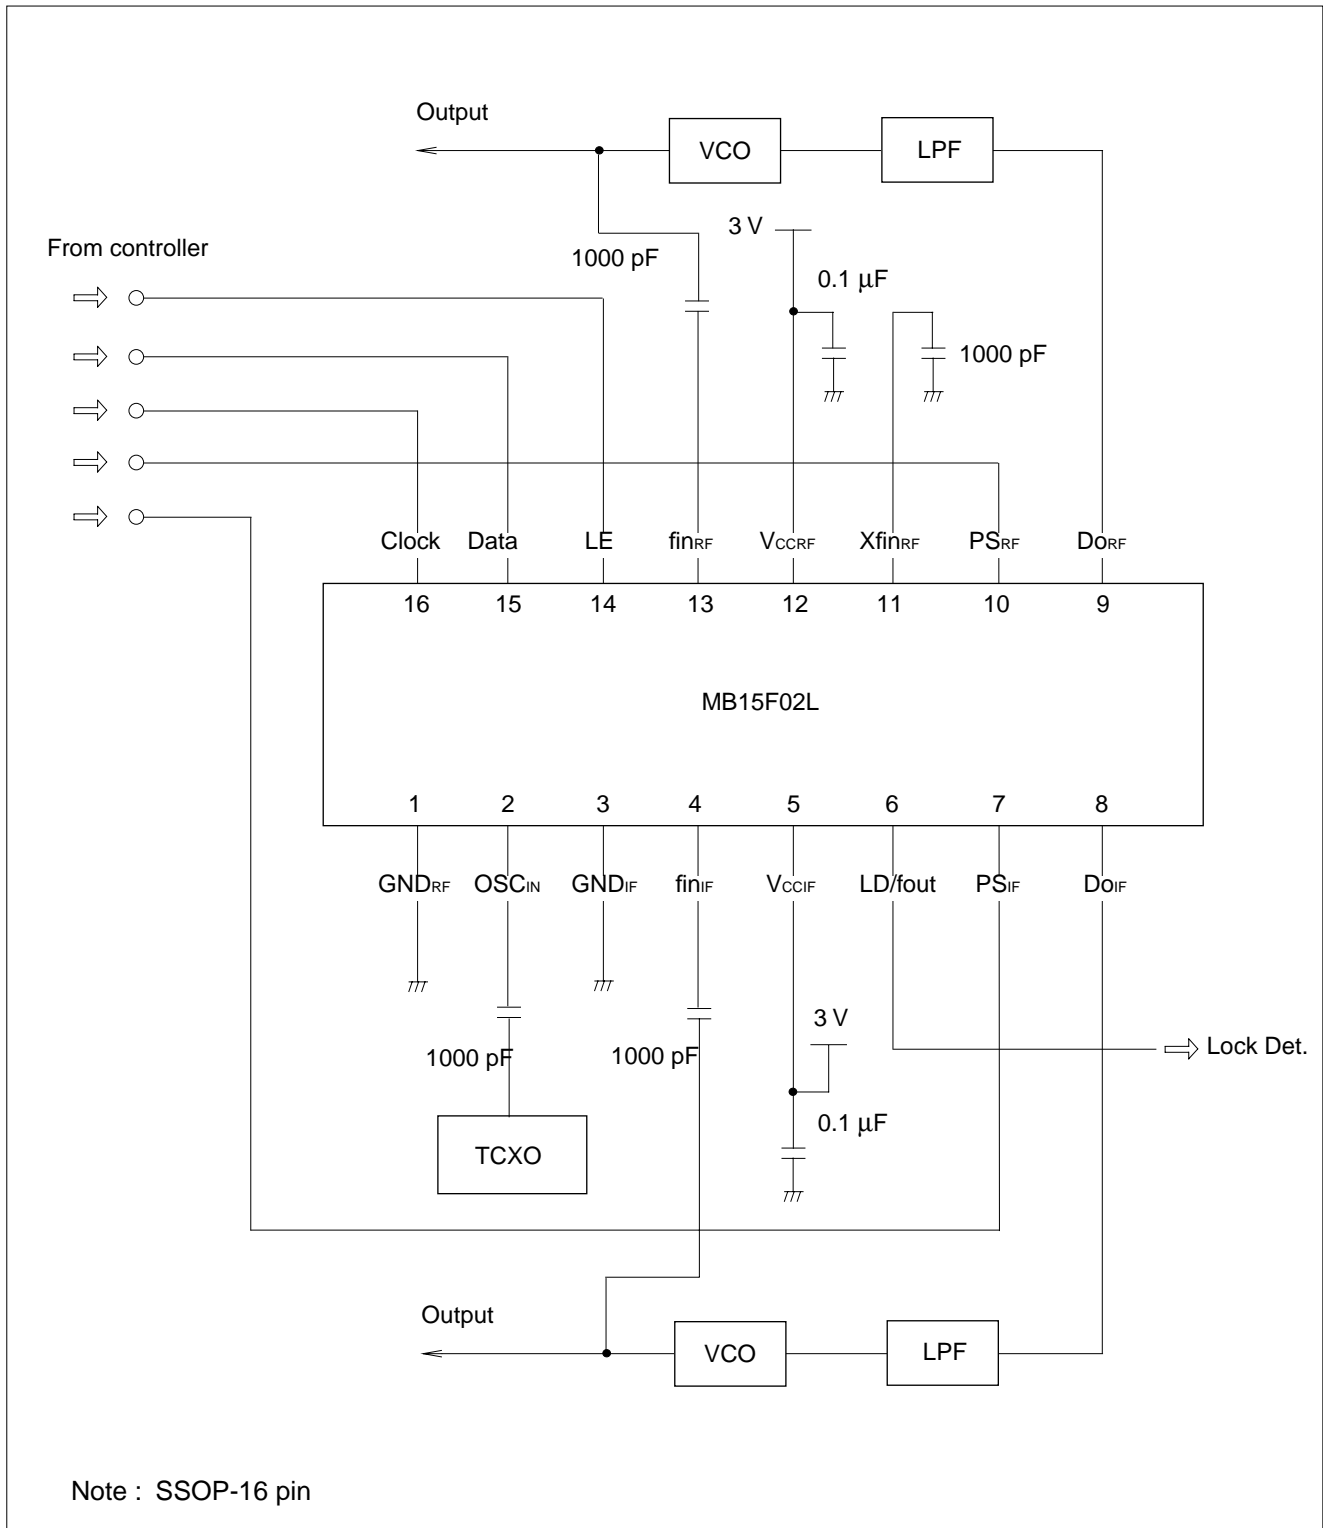 Output
VCO
LPF
3 V
From controller
1000 pF
0.1 μF
1000 pF
Clock Data LE finRF VCCRF XfinRF PSRF DoRF
16 15 14 13 12 11 10 9
MB15F02L
1 2 3 4 5 6 7 8
GNDRF OSCIN GNDIF finIF VCCIF LD/fout PSIF DoIF
3 V
1000 pF
1000 pF
Lock Det.
0.1 μF
TCXO
Output
VCO
LPF
Note : SSOP-16 pin